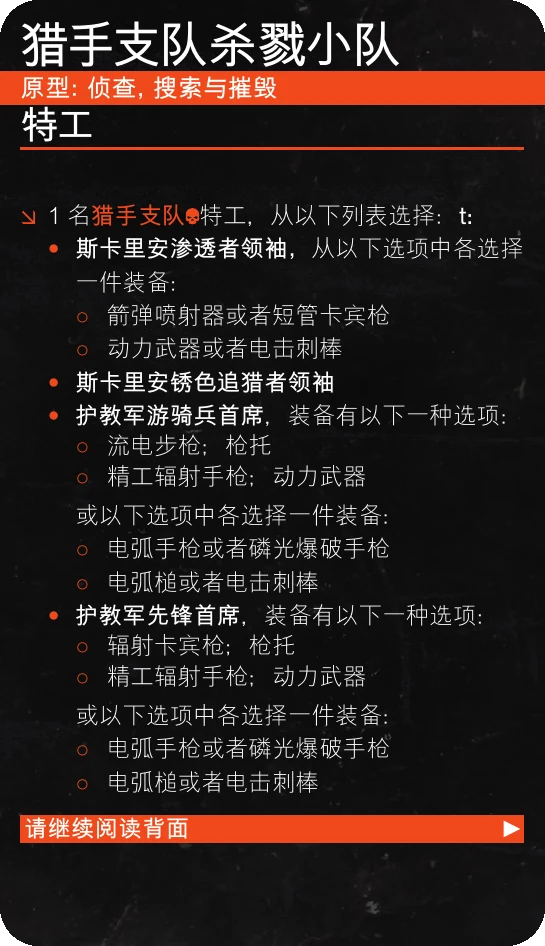 猎手支队杀戮小队
原型: 侦查, 搜索与摧毁
特工
1 名猎手支队特工，从以下列表选择：t:
斯卡里安渗透者领袖，从以下选项中各选择
一件装备:
箭弹喷射器或者短管卡宾枪
动力武器或者电击刺棒
斯卡里安锈色追猎者领袖
护教军游骑兵首席，装备有以下一种选项:
流电步枪；枪托
精工辐射手枪；动力武器
或以下选项中各选择一件装备:
电弧手枪或者磷光爆破手枪
电弧槌或者电击刺棒
护教军先锋首席，装备有以下一种选项:
辐射卡宾枪；枪托
精工辐射手枪；动力武器
或以下选项中各选择一件装备:
电弧手枪或者磷光爆破手枪
电弧槌或者电击刺棒
请继续阅读背面